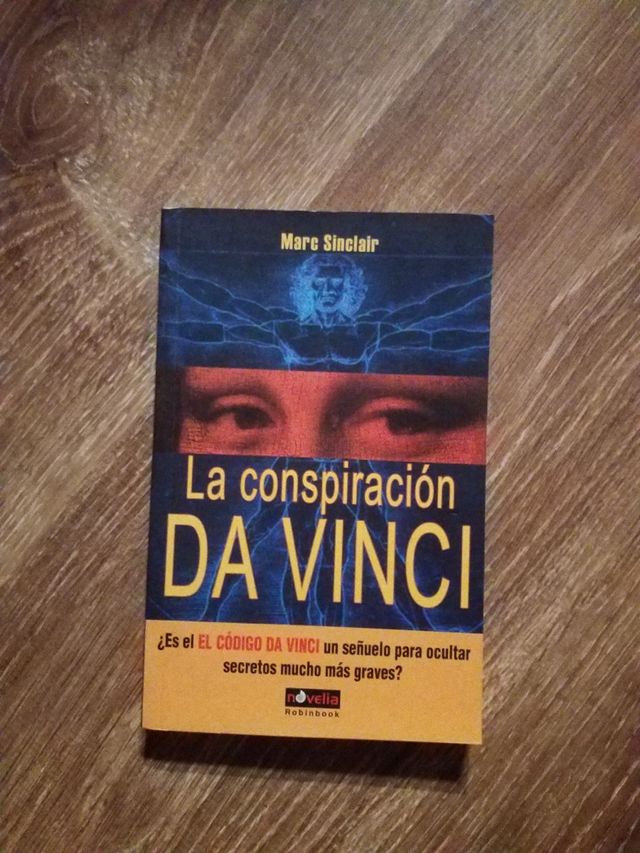 Marc Sinclair
La conspiración
DA VINCI
¿Es el EL CÓDIGO DA VINCI un señuelo para ocultar
secretos mucho más graves?
novella
Robinbook